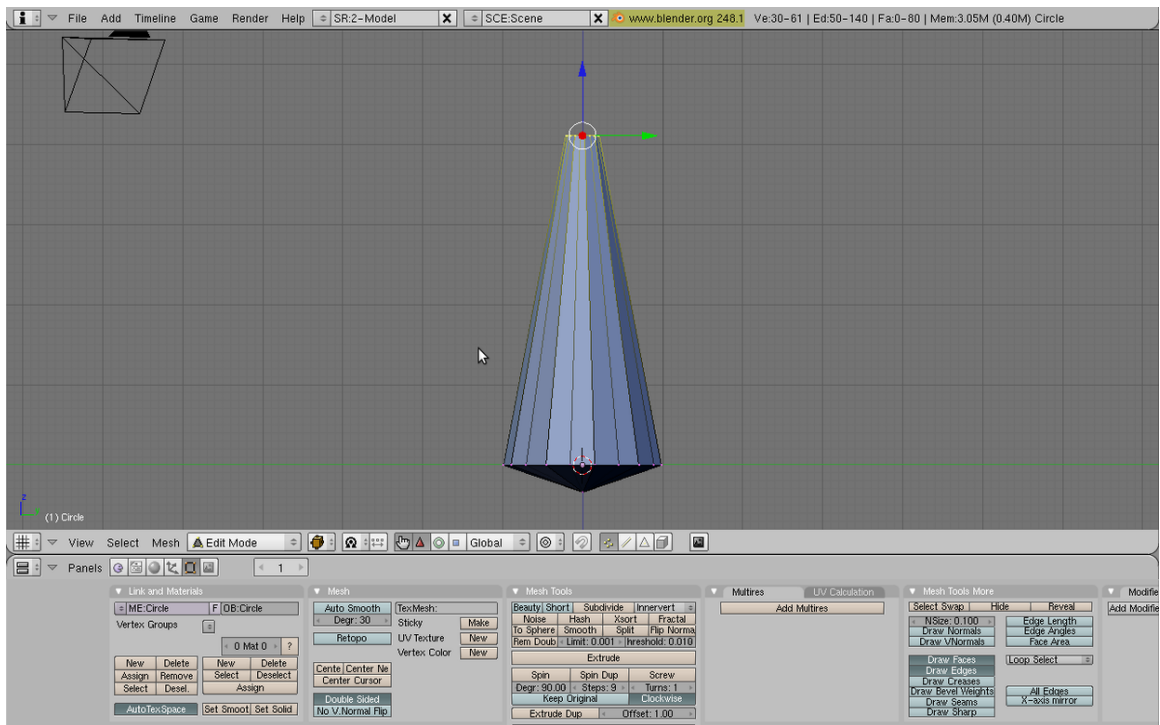 File Add Timeline Game Render Help SR:2-Model X SCE:Scene X www.blender.org 248.1 Ve:30-61 | Ed:50-140 | Fa:0-80 | Mem:3.05M (0.40M) Circle
z
(1) Circle
View Select Mesh Edit Mode Global
Panels 1
Link and Materials Mesh Mesh Tools Multires UV Calculation Mesh Tools More Modifie
ME:Circle F OB:Circle Auto Smooth TexMesh: Beauty Short Subdivide Innervert Add Multires Select Swap Hide Reveal Add Modifie
Vertex Groups Degr: 30 Sticky Make Noise Hash Xsort Fractal NSize: 0.100 Edge Length
To Sphere Smooth Split Flip Norma Draw Normals Edge Angles
0 Mat 0 ? Retopo UV Texture New Rem Doub Limit: 0.001 hreshold: 0.010 Draw VNormals Face Area
Vertex Color New Extrude
New Delete New Delete Cente Center Ne Spin Spin Dup Screw Draw Faces Loop Select
Assign Remove Select Deselect Center Cursor Degr: 90.00 Steps: 9 Turns: 1 Draw Edges
Select Desel. Assign Draw Creases
Double Sided Keep Original Clockwise Draw Bevel Weights All Edges
AutoTexSpace Set Smoot Set Solid No V.Normal Flip Extrude Dup Offset: 1.00 Draw Seams X-axis mirror
Draw Sharp